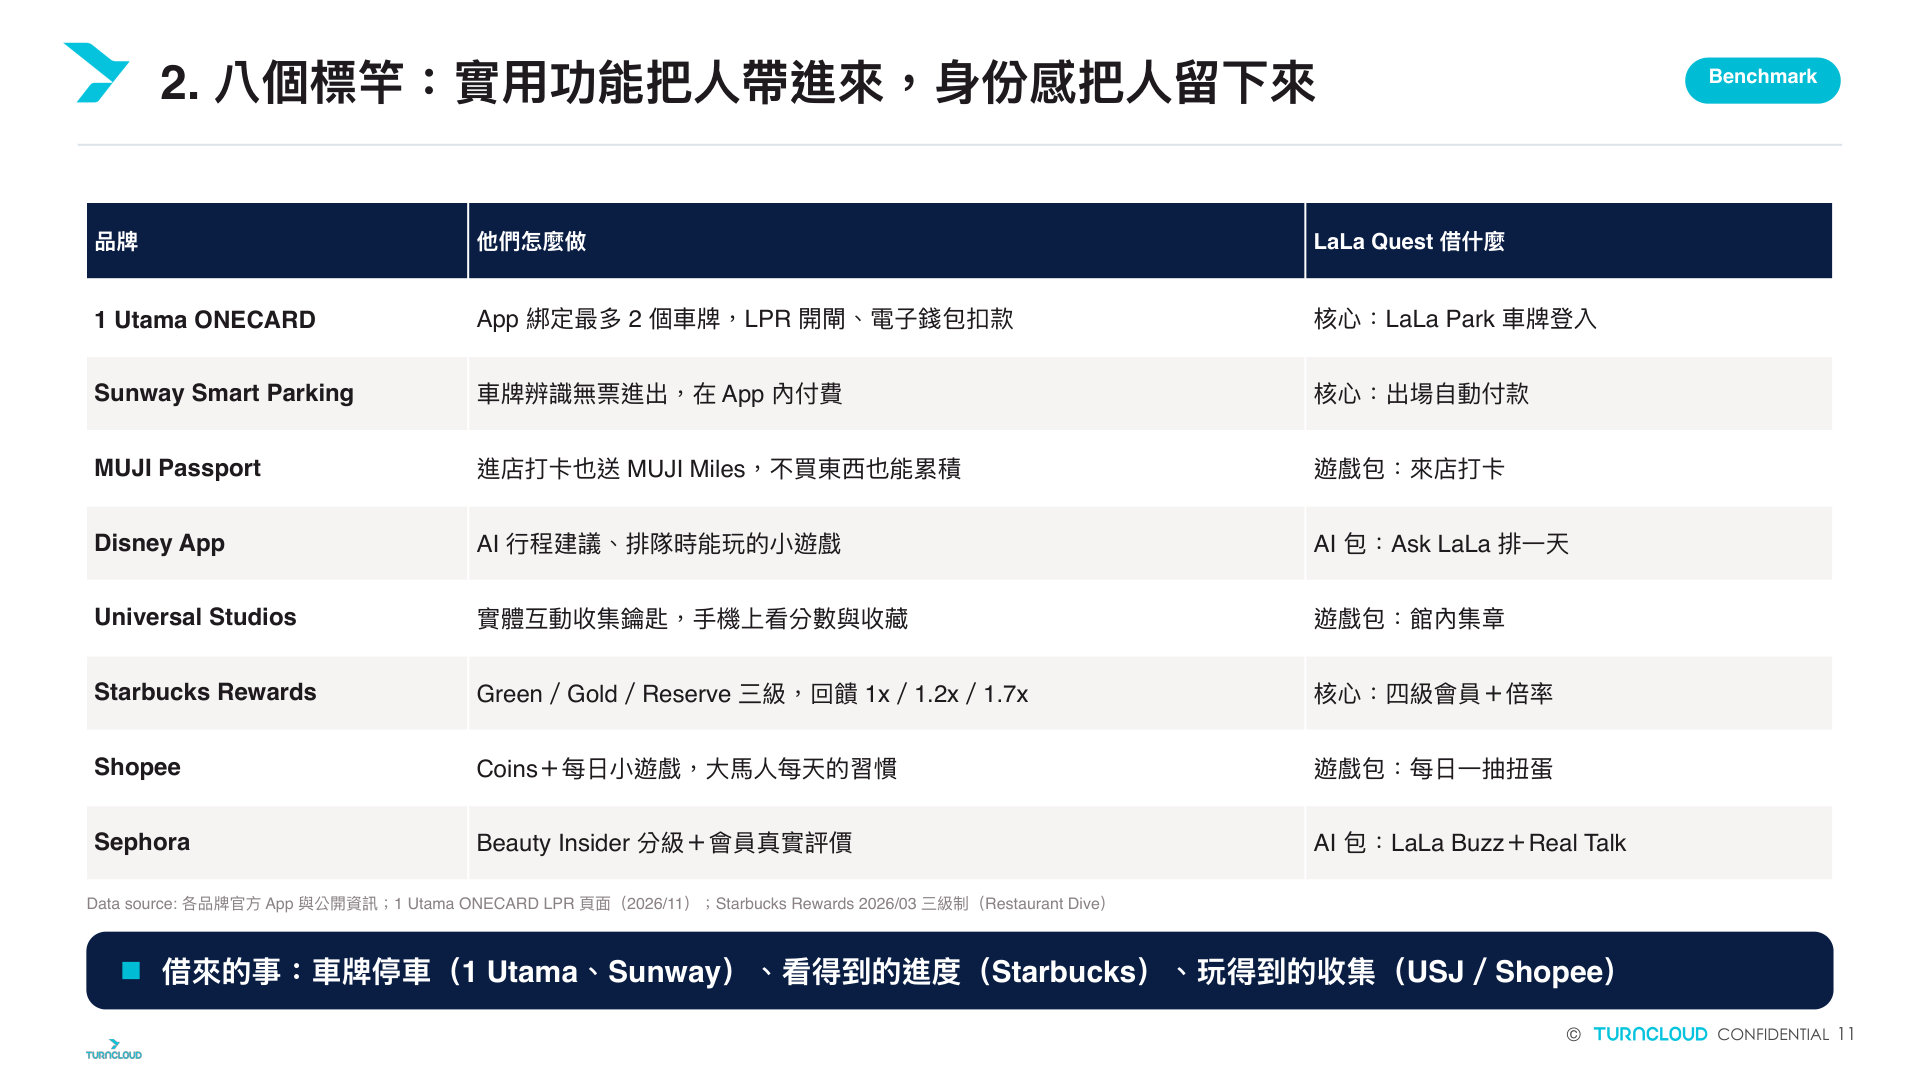 2. 八個標竿：實用功能把人帶進來，身份感把人留下來
Benchmark
品牌 他們怎麼做 LaLa Quest 借什麼
1 Utama ONECARD App 綁定最多 2 個車牌，LPR 開閘、電子錢包扣款 核心：LaLa Park 車牌登入
Sunway Smart Parking 車牌辨識無票進出，在 App 內付費 核心：出場自動付款
MUJI Passport 進店打卡也送 MUJI Miles，不買東西也能累積 遊戲包：來店打卡
Disney App AI 行程建議、排隊時能玩的小遊戲 AI 包：Ask LaLa 排一天
Universal Studios 實體互動收集鑰匙，手機上看分數與收藏 遊戲包：館內集章
Starbucks Rewards Green / Gold / Reserve 三級，回饋 1x / 1.2x / 1.7x 核心：四級會員＋倍率
Shopee Coins＋每日小遊戲，大馬人每天的習慣 遊戲包：每日一抽扭蛋
Sephora Beauty Insider 分級＋會員真實評價 AI 包：LaLa Buzz＋Real Talk
Data source: 各品牌官方 App 與公開資訊；1 Utama ONECARD LPR 頁面（2026/11）；Starbucks Rewards 2026/03 三級制（Restaurant Dive）
借來的事：車牌停車（1 Utama、Sunway）、看得到的進度（Starbucks）、玩得到的收集（USJ / Shopee）
TURNCLOUD
© TURNCLOUD CONFIDENTIAL 11